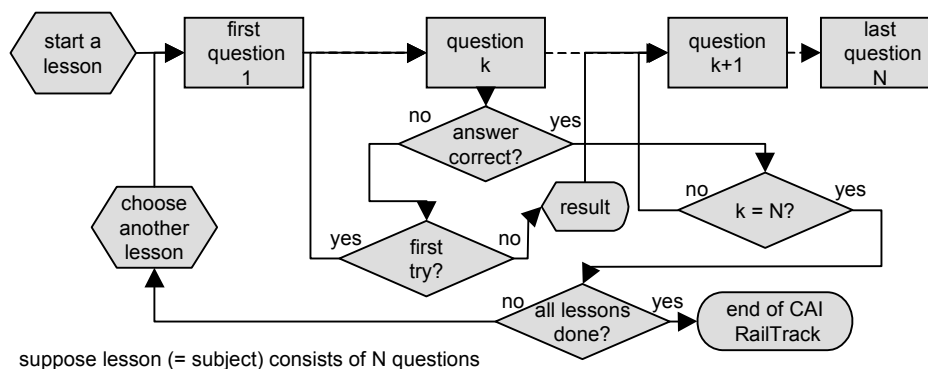 start a
lesson
first
question
1
question
k
question
k+1
last
question
N
no
answer
correct?
yes
choose
another
lesson
yes
first
try?
no
result
no
k = N?
yes
no
all lessons
done?
yes
end of CAI
RailTrack
suppose lesson (= subject) consists of N questions